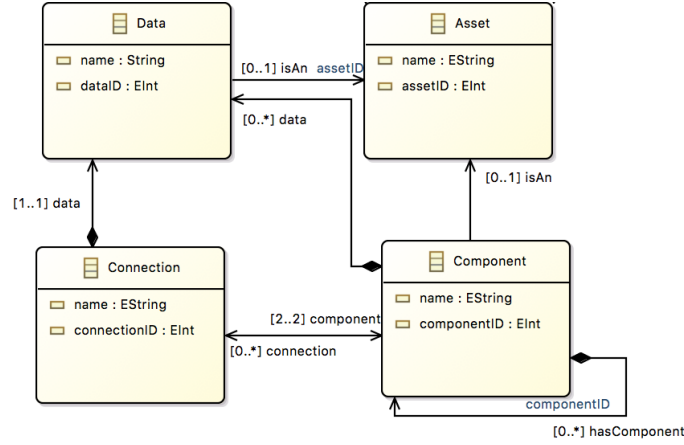 Data
name : String
dataID : EInt
Asset
name : EString
assetID : EInt
[0..1] isAn assetID
[0..*] data
[0..1] isAn
[1..1] data
Connection
name : EString
connectionID : EInt
Component
name : EString
componentID : EInt
[2..2] component
[0..*] connection
componentID
[0..*] hasComponent